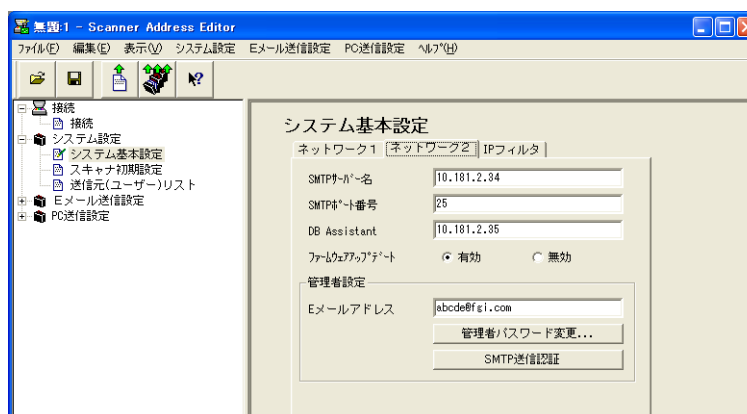 無題:1 - Scanner Address Editor
ファイル(F) 編集(E) 表示(V) システム設定 Eメール送信設定 PC送信設定 ヘルプ(H)
接続
接続
システム設定
システム基本設定
スキャナ初期設定
送信元(ユーザー)リスト
Eメール送信設定
PC送信設定
システム基本設定
ネットワーク1 ネットワーク2 IPフィルタ
SMTPサーバー名 10.181.2.34
SMTPポート番号 25
DB Assistant 10.181.2.35
ファームウェアアップデート 有効 無効
管理者設定
Eメールアドレス abcde@fgi.com
管理者パスワード変更...
SMTP送信認証